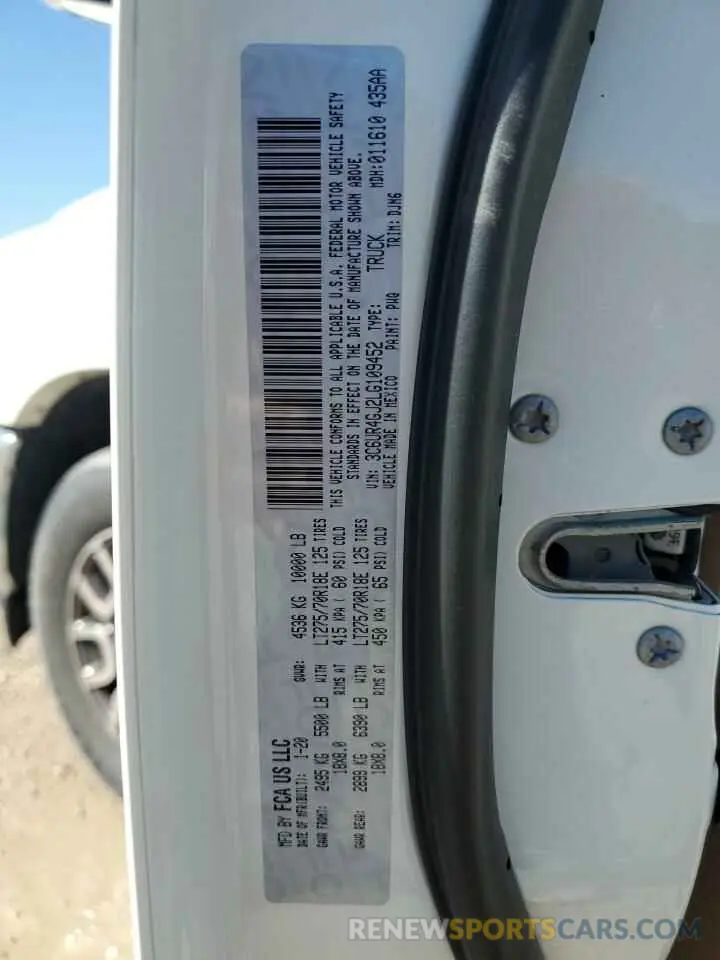 MFD BY FCA US LLC
DATE OF MFR(BUILT): 1-20 GVWR: 4536 KG 10000 LB
GAWR FRONT: 2495 KG 5500 LB WITH LT275/70R18E 125 TIRES
18X8.0 RIMS AT 415 KPA ( 60 PSI) COLD
GAWR REAR: 2899 KG 6390 LB WITH LT275/70R18E 125 TIRES
18X8.0 RIMS AT 450 KPA ( 65 PSI) COLD
THIS VEHICLE CONFORMS TO ALL APPLICABLE U.S.A. FEDERAL MOTOR VEHICLE SAFETY
STANDARDS IN EFFECT ON THE DATE OF MANUFACTURE SHOWN ABOVE.
VIN: 3C6UR4GJ2LG109452 TYPE: TRUCK MDH:011610 435AA
VEHICLE MADE IN MEXICO PAINT: PW7 TRIM: DJM6
RENEWSPORTSCARS.COM